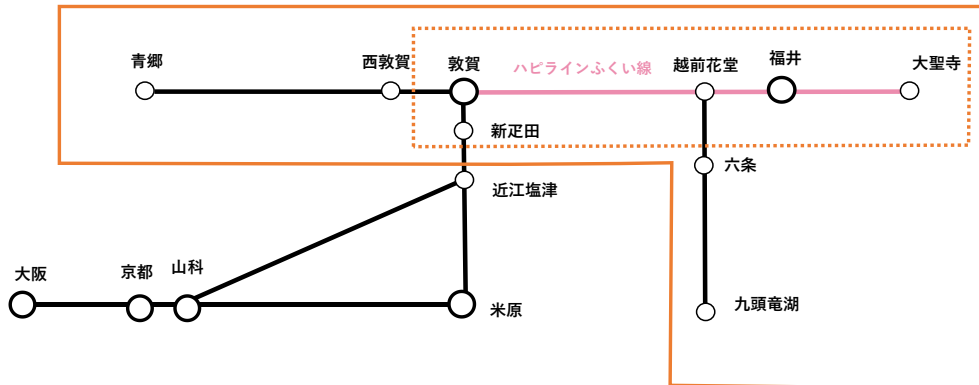 青郷
西敦賀
敦賀
ハピラインふくい線
越前花堂
福井
大聖寺
新疋田
六条
近江塩津
大阪
京都
山科
米原
九頭竜湖